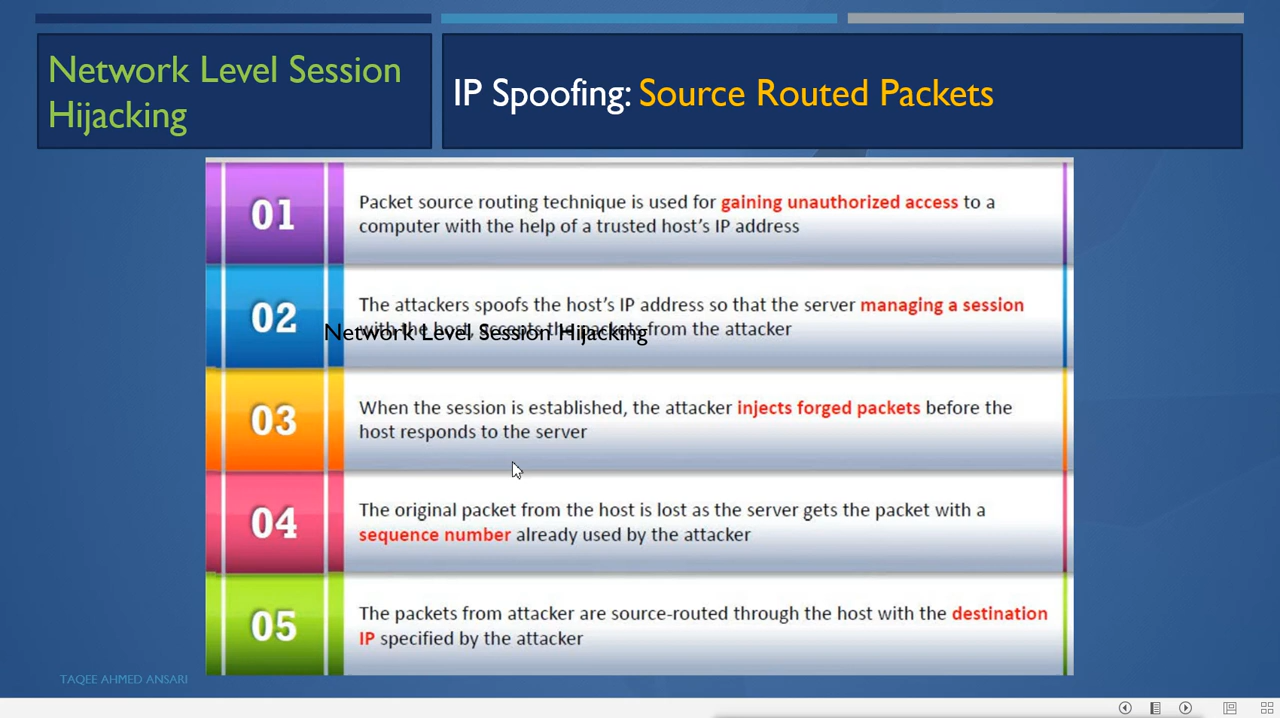 Network Level Session
Hijacking
IP Spoofing: Source Routed Packets
01
Packet source routing technique is used for gaining unauthorized access to a
computer with the help of a trusted host's IP address
02
The attackers spoofs the host's IP address so that the server managing a session
with the host, accepts the packets from the attacker
Network Level Session Hijacking
03
When the session is established, the attacker injects forged packets before the
host responds to the server
04
The original packet from the host is lost as the server gets the packet with a
sequence number already used by the attacker
05
The packets from attacker are source-routed through the host with the destination
IP specified by the attacker
TAQEE AHMED ANSARI